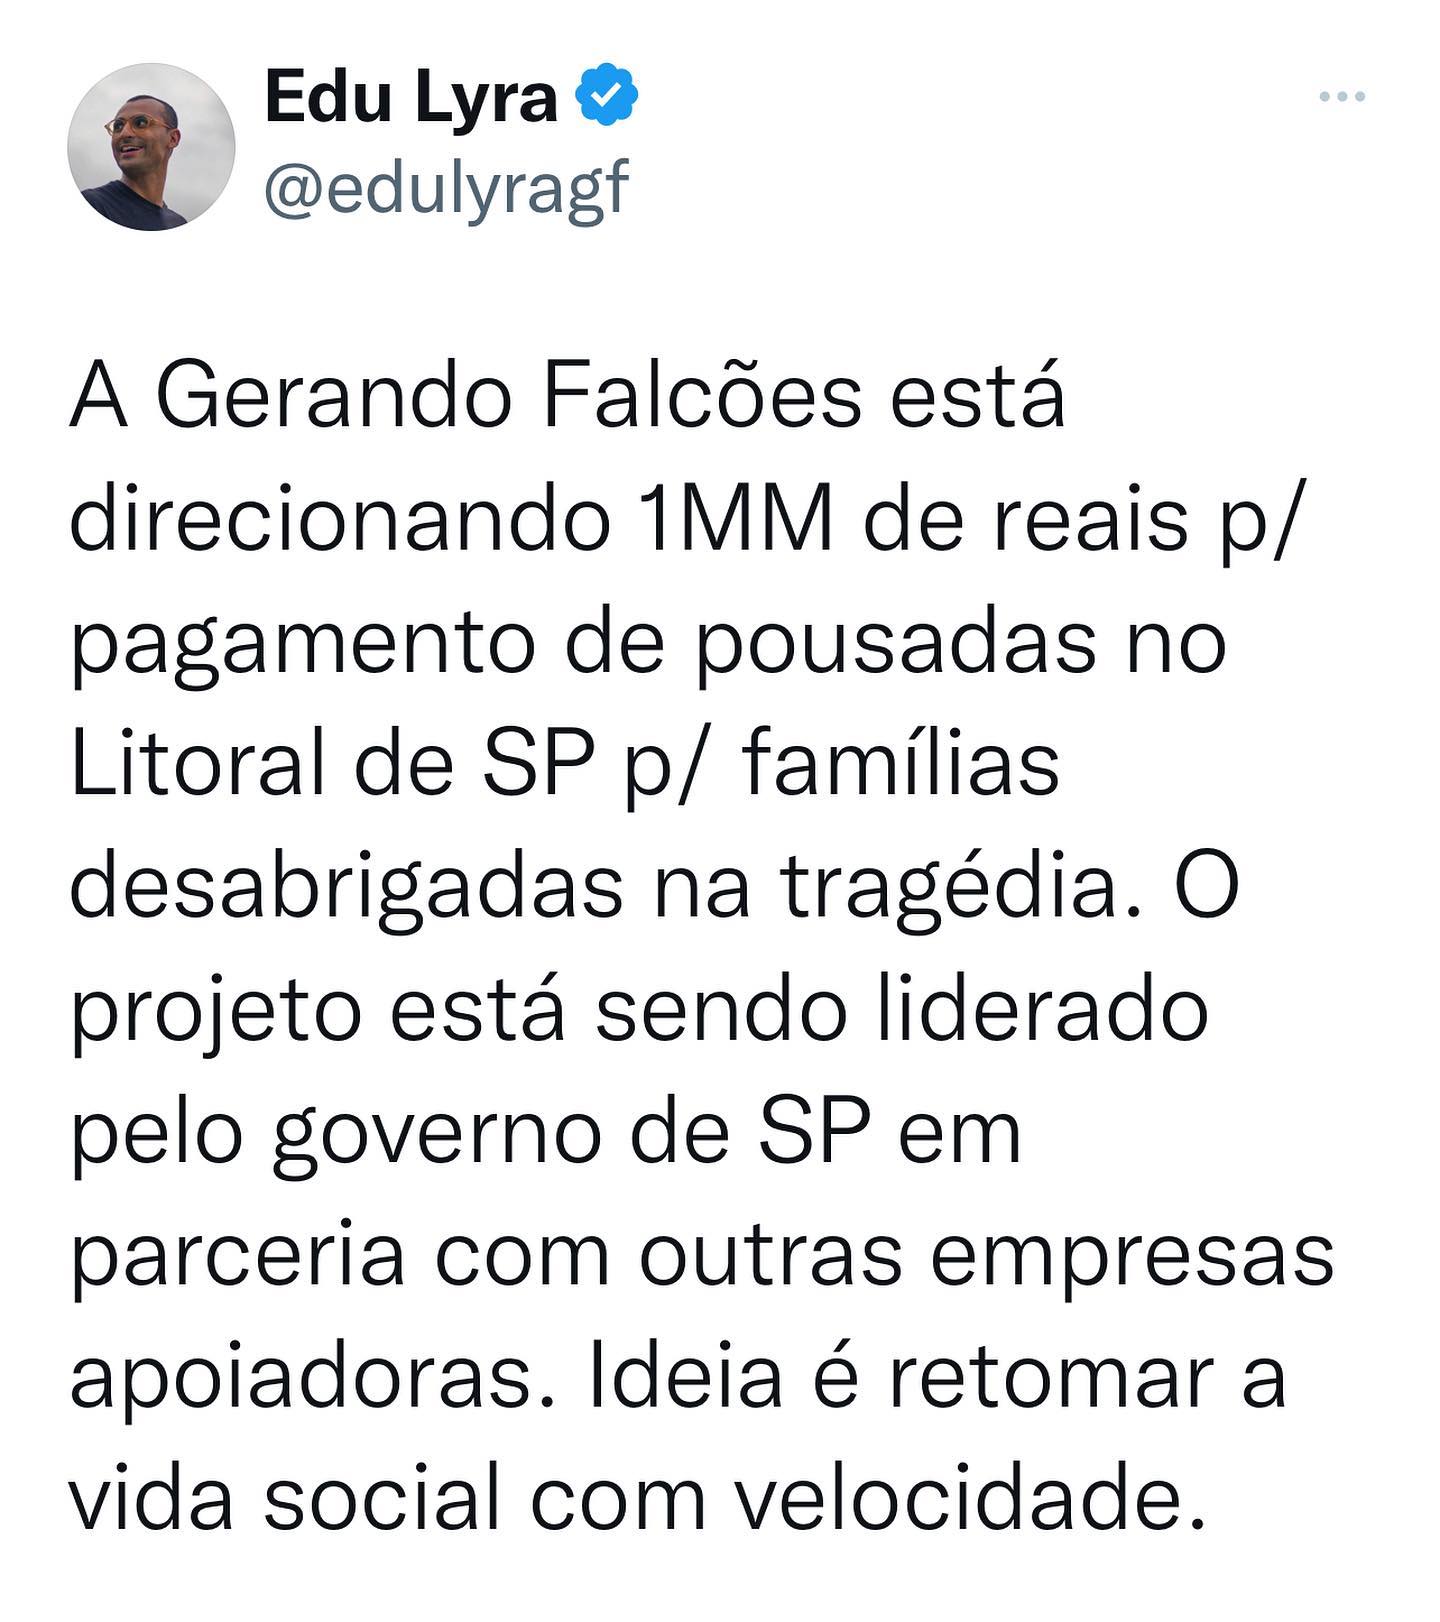 Edu Lyra
@edulyragf
A Gerando Falcões está
direcionando 1MM de reais p/
pagamento de pousadas no
Litoral de SP p/ famílias
desabrigadas na tragédia. O
projeto está sendo liderado
pelo governo de SP em
parceria com outras empresas
apoiadoras. Ideia é retomar a
vida social com velocidade.